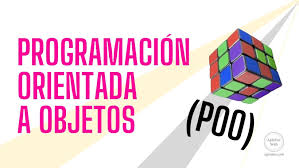 PROGRAMACIÓN
ORIENTADA
A OBJETOS
(POO)